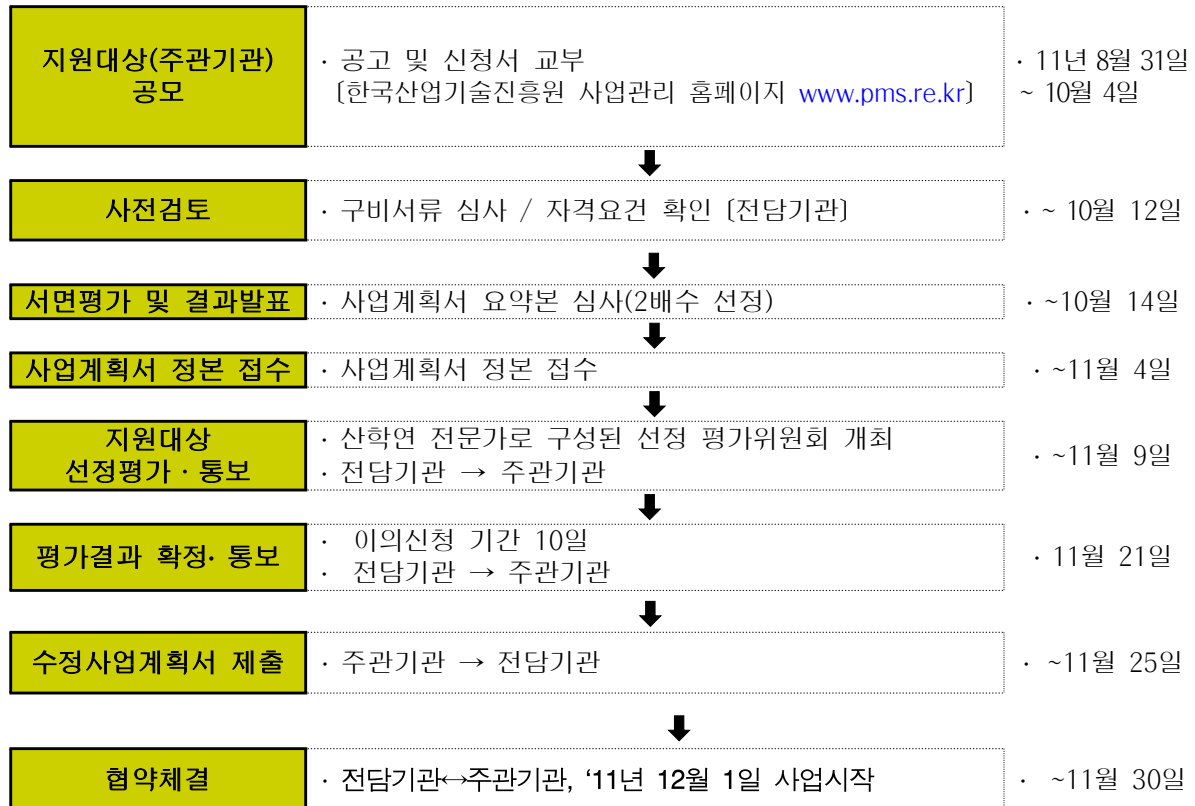 지원대상(주관기관)
공모
· 공고 및 신청서 교부
〔한국산업기술진흥원 사업관리 홈페이지 www.pms.re.kr〕
· 11년 8월 31일
~ 10월 4일
사전검토
· 구비서류 심사 / 자격요건 확인 〔전담기관〕
· ~ 10월 12일
서면평가 및 결과발표
· 사업계획서 요약본 심사(2배수 선정)
· ~10월 14일
사업계획서 정본 접수
· 사업계획서 정본 접수
· ~11월 4일
지원대상
선정평가 · 통보
· 산학연 전문가로 구성된 선정 평가위원회 개최
· 전담기관 → 주관기관
· ~11월 9일
평가결과 확정· 통보
· 이의신청 기간 10일
· 전담기관 → 주관기관
· 11월 21일
수정사업계획서 제출
· 주관기관 → 전담기관
· ~11월 25일
협약체결
· 전담기관↔주관기관, ‘11년 12월 1일 사업시작
· ~11월 30일